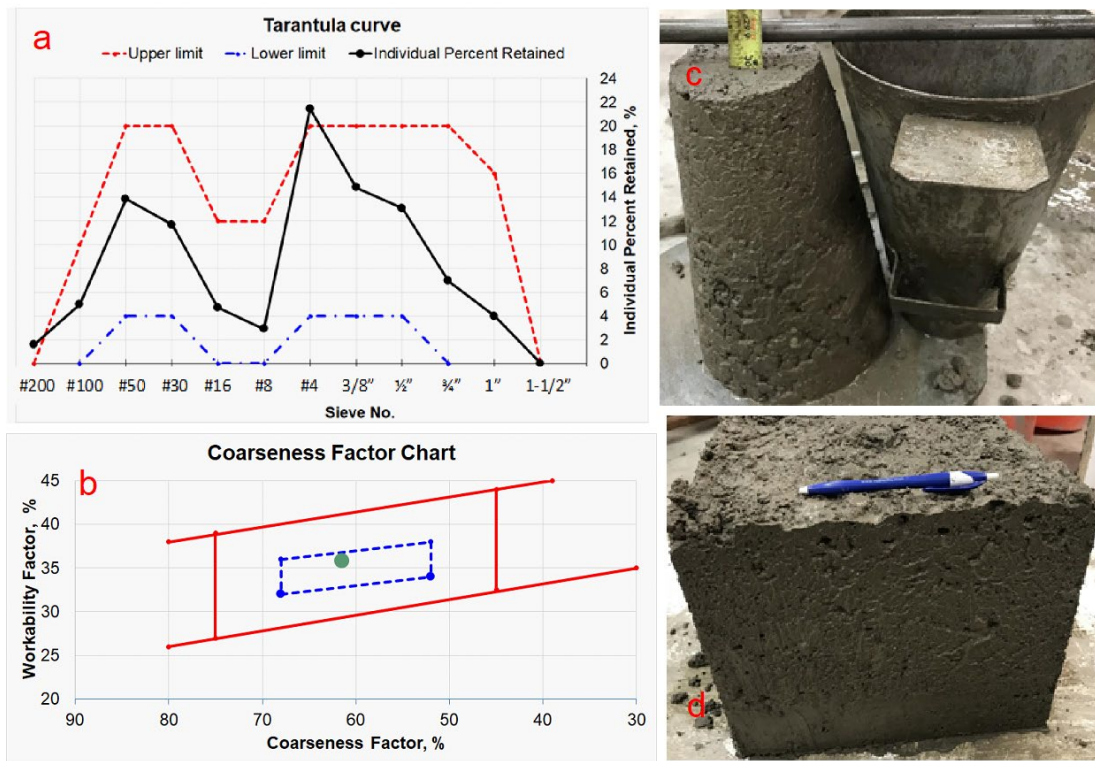 a
Tarantula curve
Upper limit
Lower limit
Individual Percent Retained
24
22
20
18
16
14
12
10
8
6
4
2
0
Individual Percent Retained, %
#200 #100 #50 #30 #16 #8 #4 3/8” ½” ¾” 1” 1-1/2”
Sieve No.
b
Coarseness Factor Chart
45
40
35
30
25
20
Workability Factor, %
90 80 70 60 50 40 30
Coarseness Factor, %
c
d